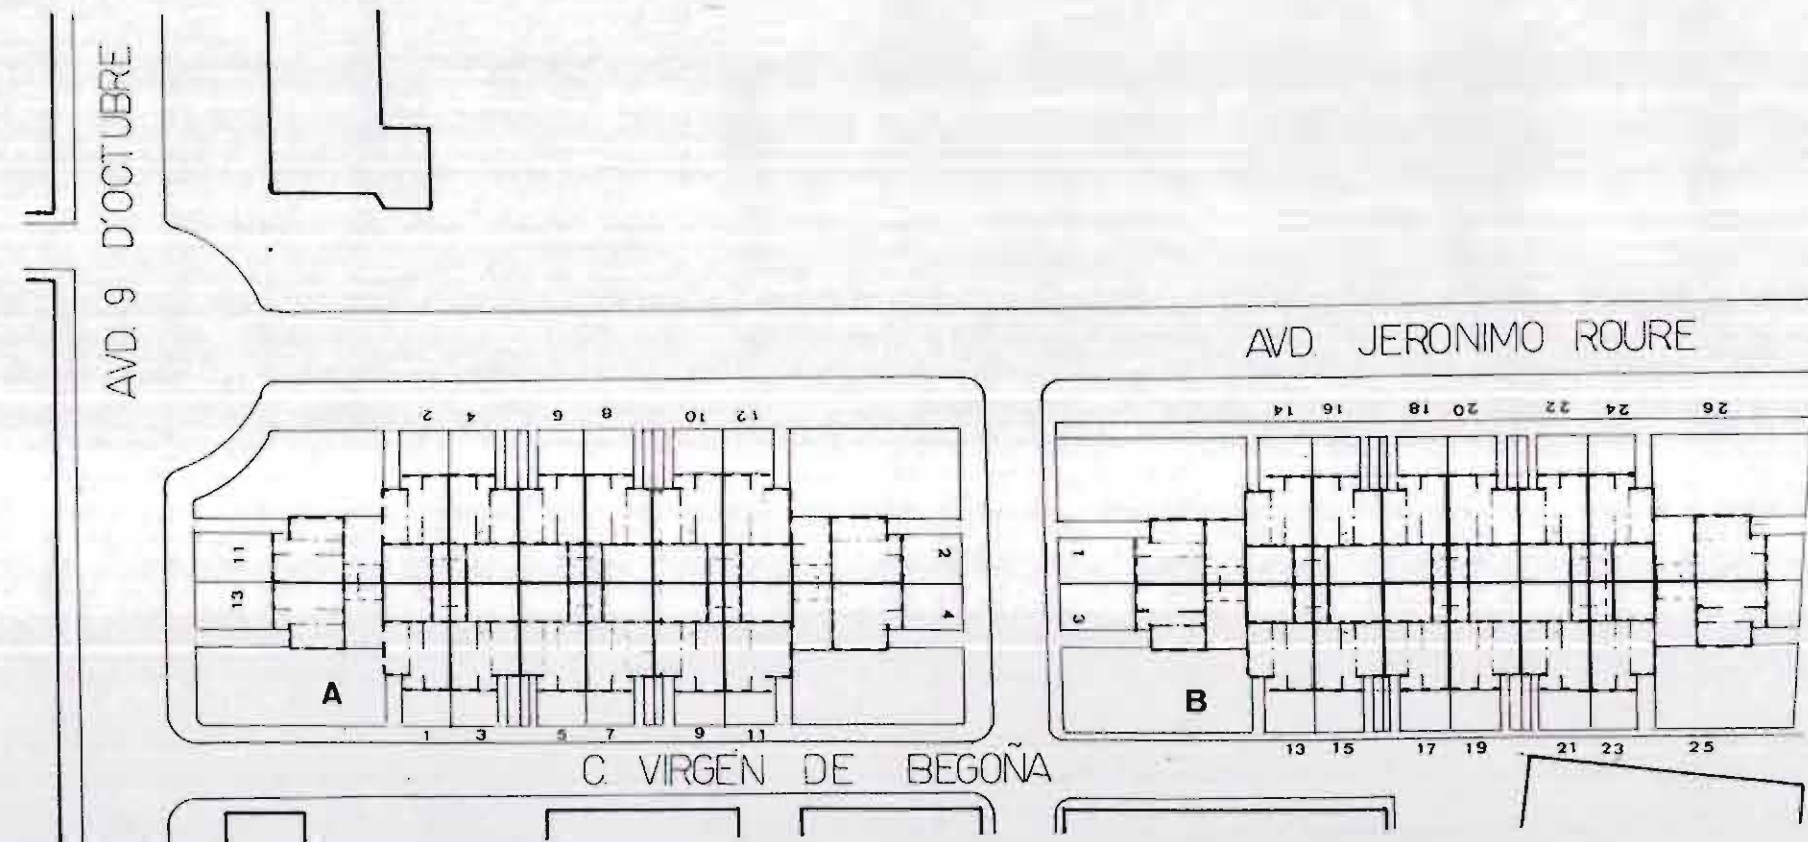 AVD. 9 D'OCTUBRE
AVD. JERONIMO ROURE
2 4 6 8 10 12
14 16 18 20 22 24 26
11
13
2
4
1
3
A
B
1 3 5 7 9 11
13 15 17 19 21 23 25
C. VIRGEN DE BEGOÑA